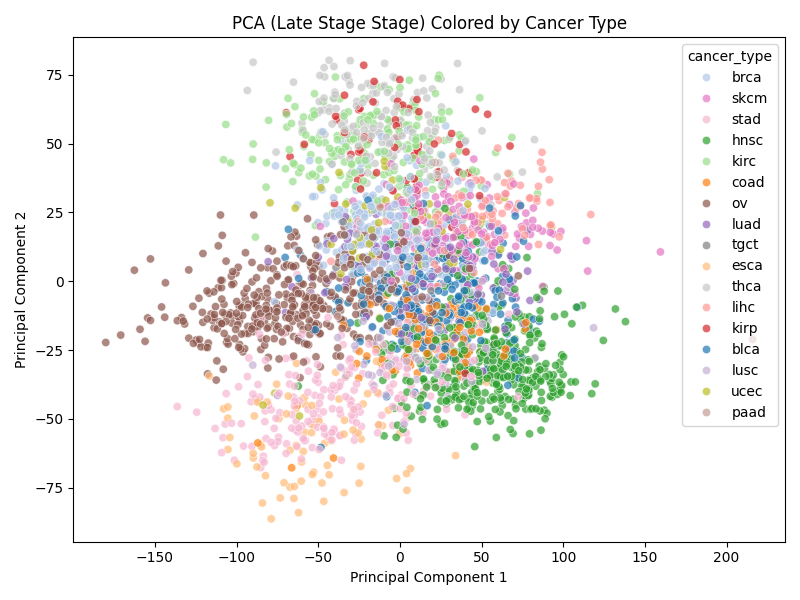 PCA (Late Stage Stage) Colored by Cancer Type
Principal Component 2
75
50
25
0
−25
−50
−75
−150
−100
−50
0
50
100
150
200
Principal Component 1
cancer_type
brca
skcm
stad
hnsc
kirc
coad
ov
luad
tgct
esca
thca
lihc
kirp
blca
lusc
ucec
paad